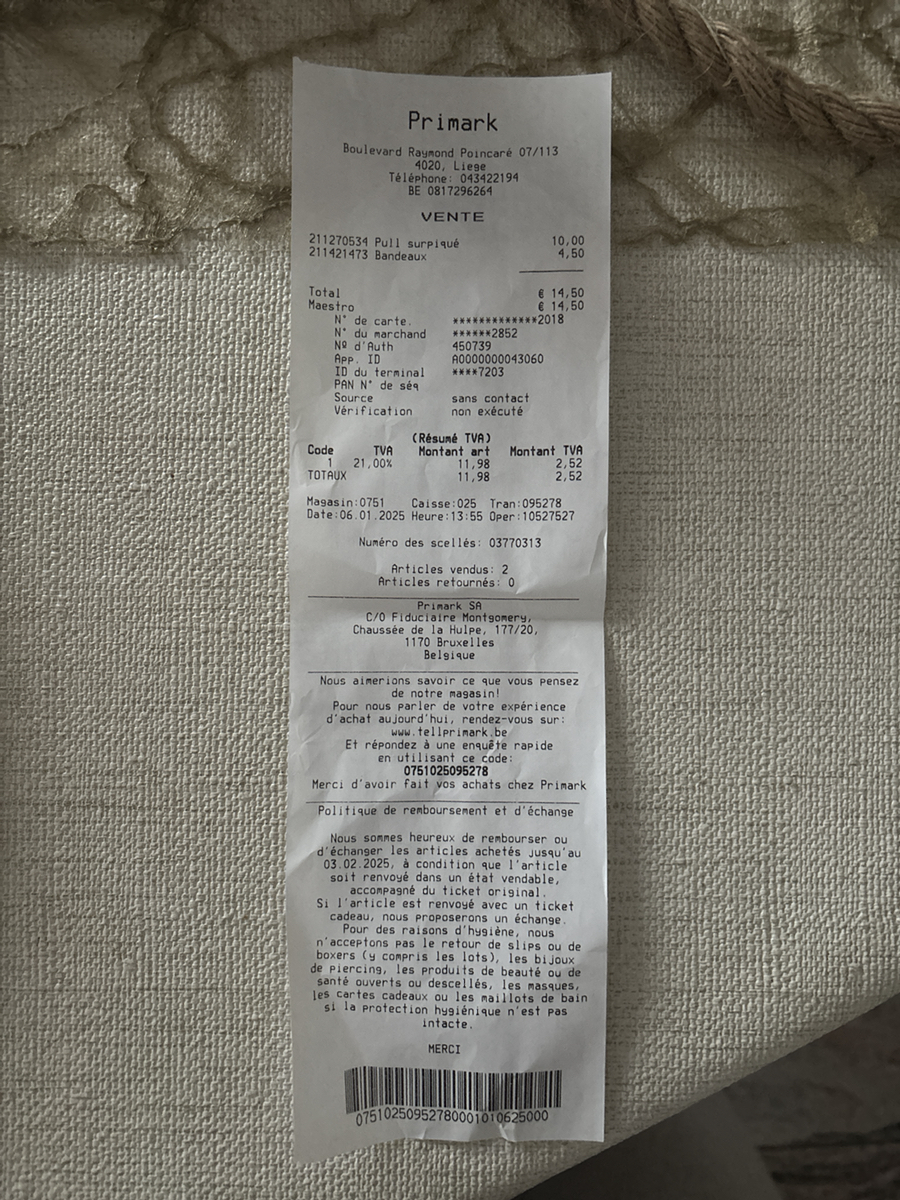 Primark
Boulevard Raymond Poincaré 07/113
4020, Liege
Téléphone: 043422194
BE 0817296264
VENTE
211270534 Pull surpiqué 10,00
211421473 Bandeaux 4,50
Total € 14,50
Maestro € 14,50
N° de carte. *************2018
N° du marchand ******2852
Nº d'Auth 450739
App. ID A0000000043060
ID du terminal ****7203
PAN N° de séq
Source sans contact
Vérification non exécuté
(Résumé TVA)
Code TVA Montant art Montant TVA
1 21,00% 11,98 2,52
TOTAUX 11,98 2,52
Magasin:0751 Caisse:025 Tran:095278
Date:06.01.2025 Heure:13:55 Oper:10527527
Numéro des scellés: 03770313
Articles vendus: 2
Articles retournés: 0
Primark SA
C/O Fiduciaire Montgomery,
Chaussée de la Hulpe, 177/20,
1170 Bruxelles
Belgique
Nous aimerions savoir ce que vous pensez
de notre magasin!
Pour nous parler de votre expérience
d'achat aujourd'hui, rendez-vous sur:
www.tellprimark.be
Et répondez à une enquête rapide
en utilisant ce code:
0751025095278
Merci d'avoir fait vos achats chez Primark
Politique de remboursement et d'échange
Nous sommes heureux de rembourser ou
d'échanger les articles achetés jusqu'au
03.02.2025, à condition que l'article
soit renvoyé dans un état vendable,
accompagné du ticket original.
Si l'article est renvoyé avec un ticket
cadeau, nous proposerons un échange.
Pour des raisons d'hygiène, nous
n'acceptons pas le retour de slips ou de
boxers (y compris les lots), les bijoux
de piercing, les produits de beauté ou de
santé ouverts ou descellés, les masques,
les cartes cadeaux ou les maillots de bain
si la protection hygiénique n'est pas
intacte.
MERCI
07510250952780001010625000